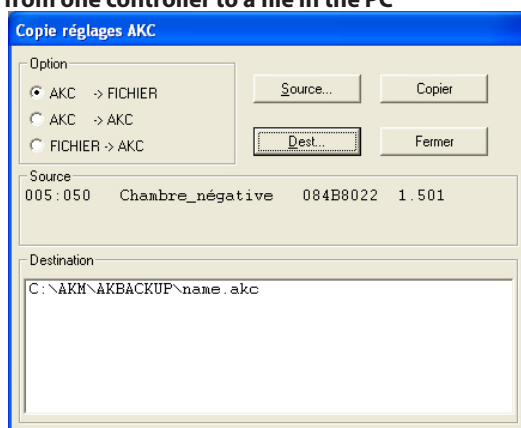 from one controller to a file in the PC
Copie réglages AKC
Option
AKC -> FICHIER
AKC -> AKC
FICHIER -> AKC
Source...
Copier
Dest...
Fermer
Source
005:050 Chambre_négative 084B8022 1.501
Destination
C:\AKM\AKBACKUP\name.akc